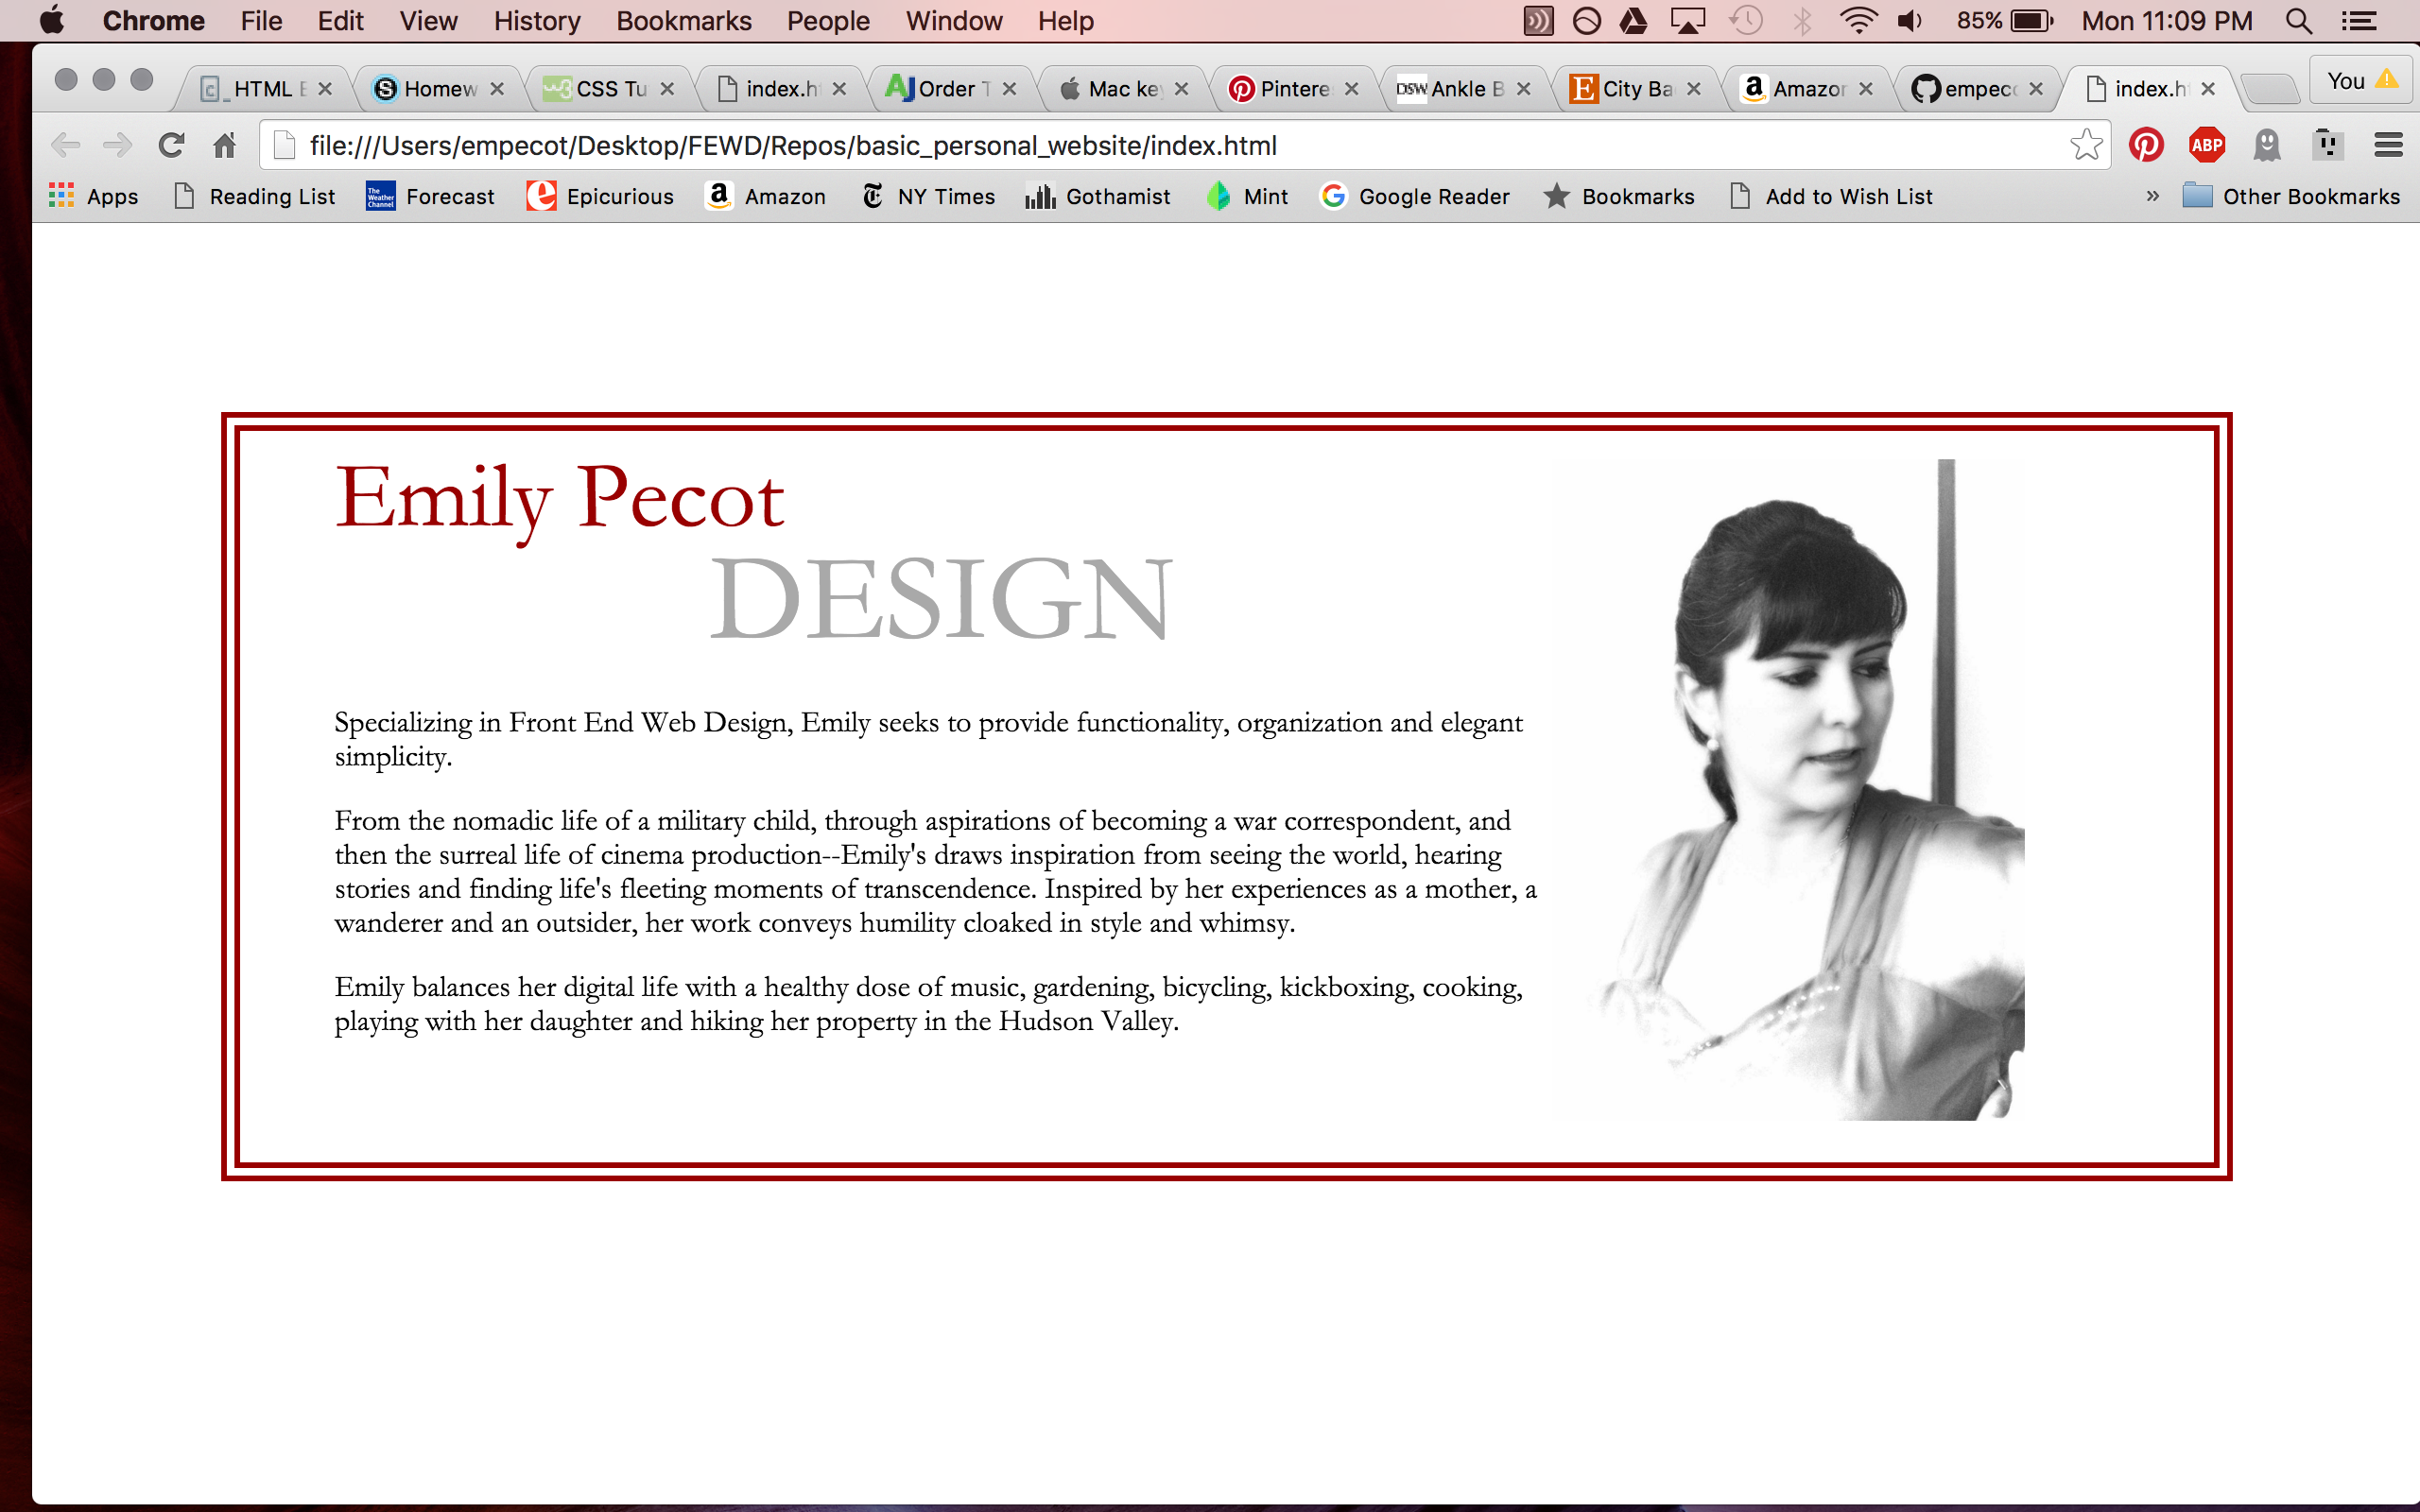 Chrome File Edit View History Bookmarks People Window Help 85% Mon 11:09 PM
HTML Homew CSS Tu index.h Order Mac ke Pintere DSW Ankle B City Ba Amazon empeco index.h You
file:///Users/empecot/Desktop/FEWD/Repos/basic_personal_website/index.html ABP
Apps Reading List The Weather Channel Forecast Epicurious Amazon NY Times Gothamist Mint Google Reader Bookmarks Add to Wish List » Other Bookmarks
Emily Pecot
DESIGN
Specializing in Front End Web Design, Emily seeks to provide functionality, organization and elegant
simplicity.
From the nomadic life of a military child, through aspirations of becoming a war correspondent, and
then the surreal life of cinema production--Emily's draws inspiration from seeing the world, hearing
stories and finding life's fleeting moments of transcendence. Inspired by her experiences as a mother, a
wanderer and an outsider, her work conveys humility cloaked in style and whimsy.
Emily balances her digital life with a healthy dose of music, gardening, bicycling, kickboxing, cooking,
playing with her daughter and hiking her property in the Hudson Valley.